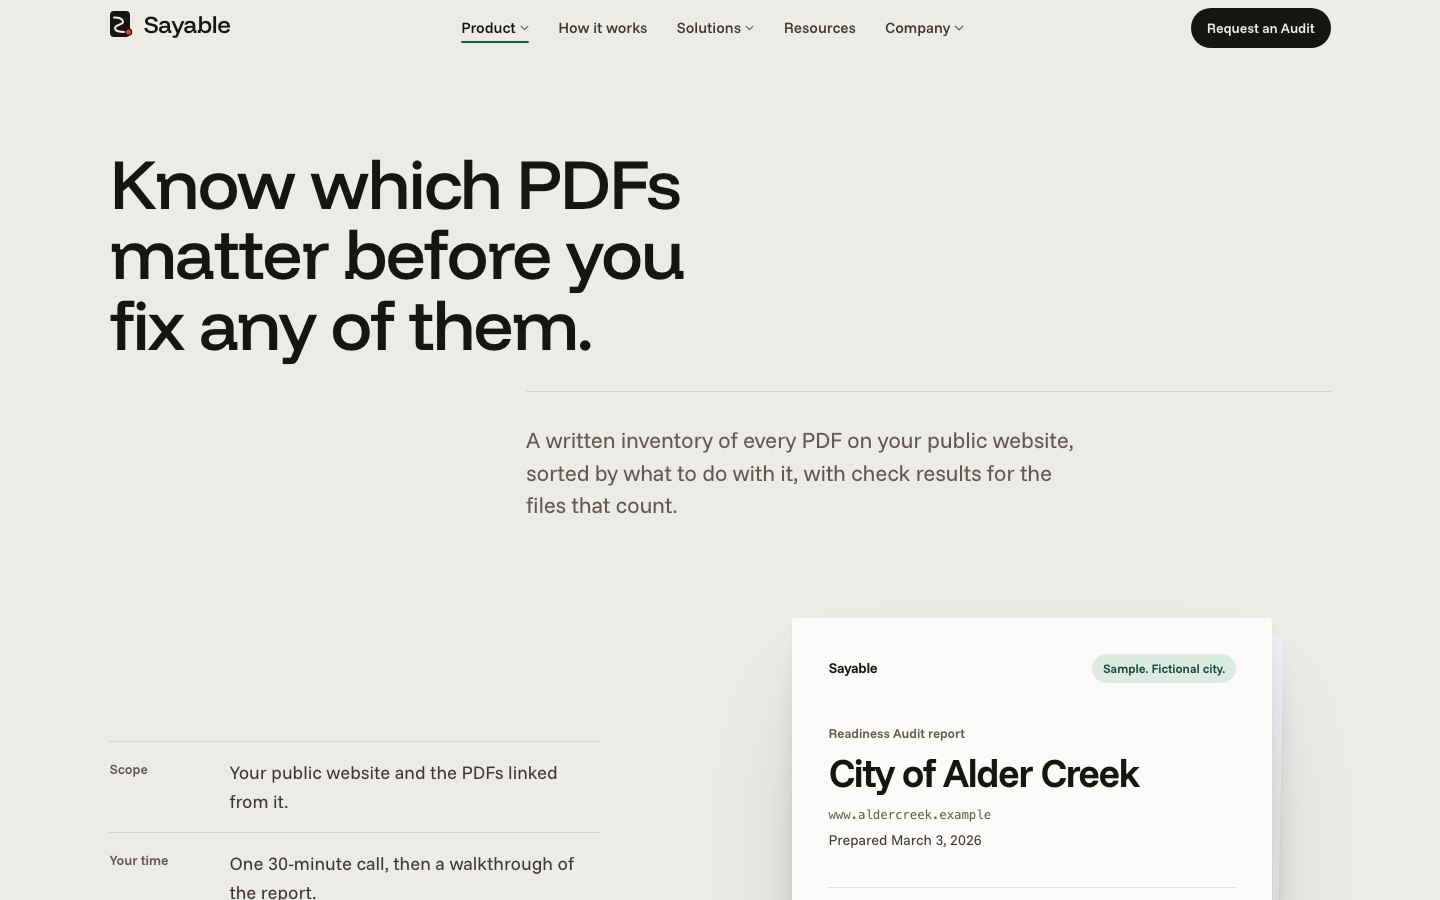 Sayable
Product
How it works
Solutions
Resources
Company
Request an Audit
Know which PDFs
matter before you
fix any of them.
A written inventory of every PDF on your public website,
sorted by what to do with it, with check results for the
files that count.
Scope
Your public website and the PDFs linked
from it.
Your time
One 30-minute call, then a walkthrough of
the report.
Sayable
Sample. Fictional city.
Readiness Audit report
City of Alder Creek
www.aldercreek.example
Prepared March 3, 2026